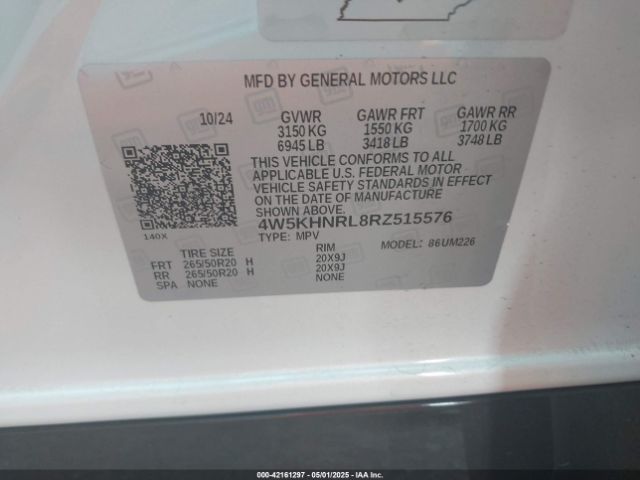 MFD BY GENERAL MOTORS LLC
10/24 GVWR GAWR FRT GAWR RR
3150 KG 1550 KG 1700 KG
6945 LB 3418 LB 3748 LB
THIS VEHICLE CONFORMS TO ALL
APPLICABLE U.S. FEDERAL MOTOR
VEHICLE SAFETY STANDARDS IN EFFECT
ON THE DATE OF MANUFACTURE
SHOWN ABOVE.
4W5KHNRL8RZ515576
140X TYPE: MPV MODEL: 86UM226
TIRE SIZE RIM
FRT 265/50R20 H 20X9J
RR 265/50R20 H 20X9J
SPA NONE NONE
000-42161297 - 05/01/2025 - IAA Inc.